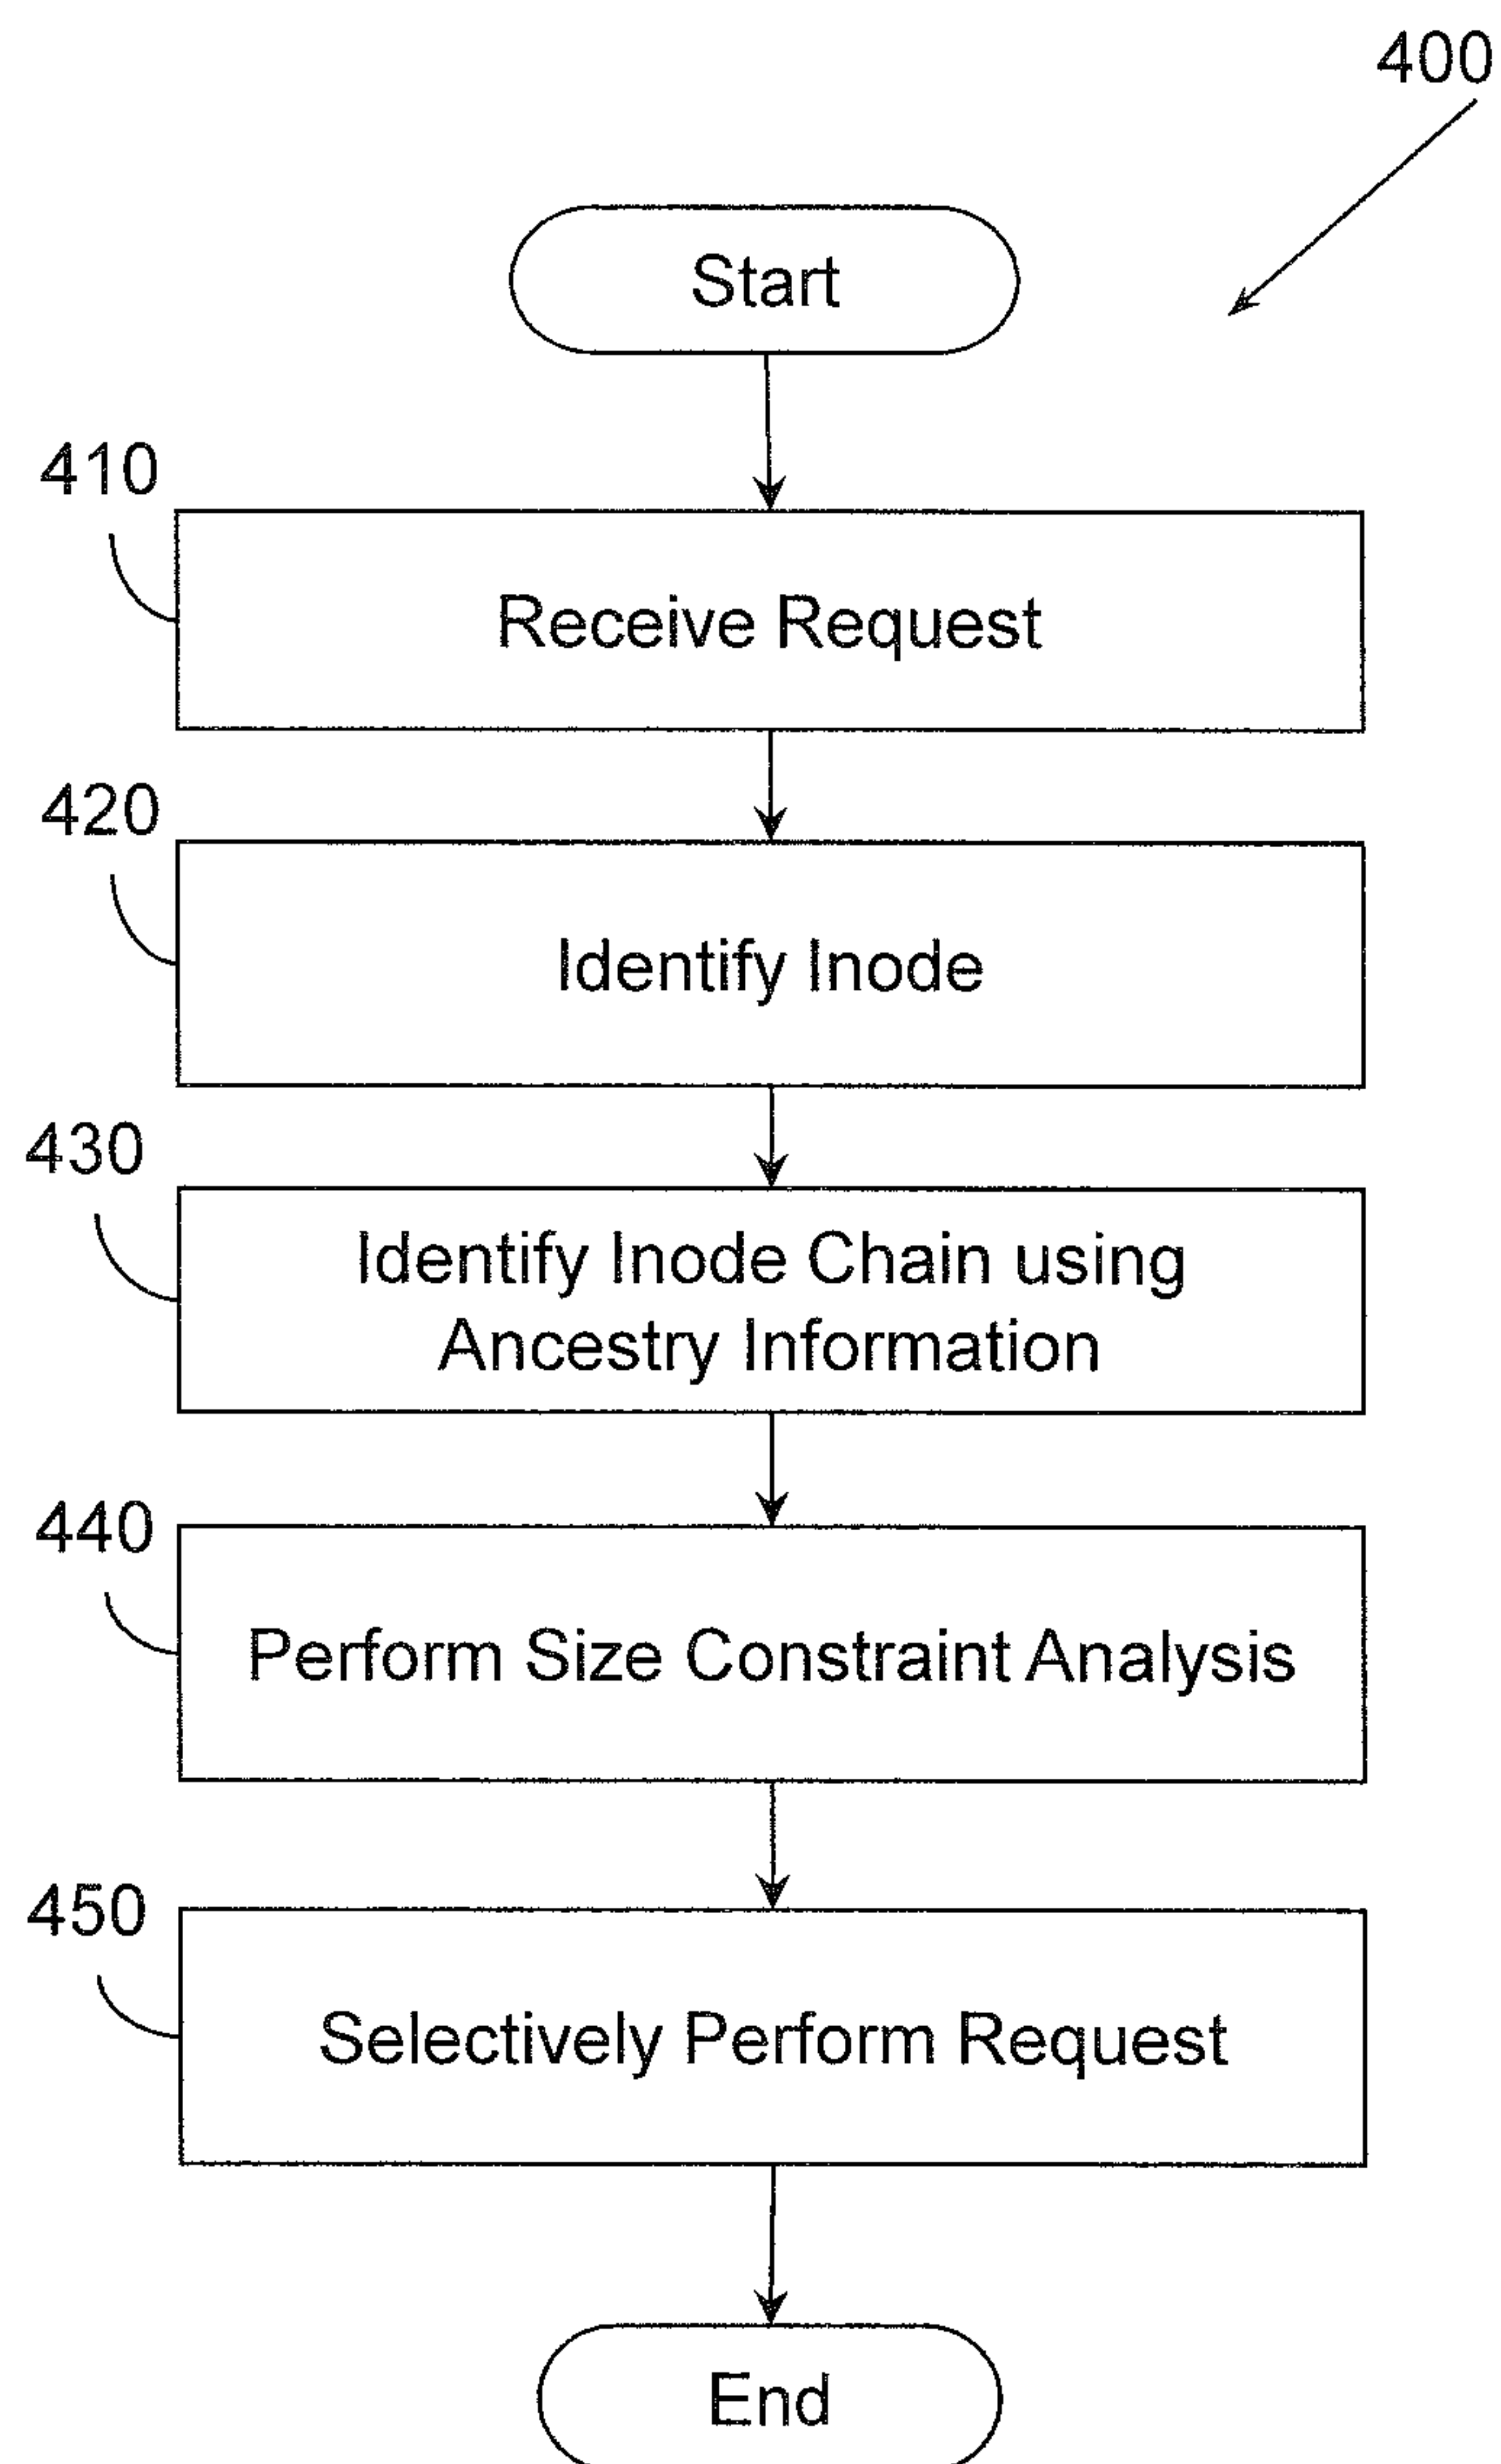 400
Start
410
Receive Request
420
Identify Inode
430
Identify Inode Chain using
Ancestry Information
440
Perform Size Constraint Analysis
450
Selectively Perform Request
End